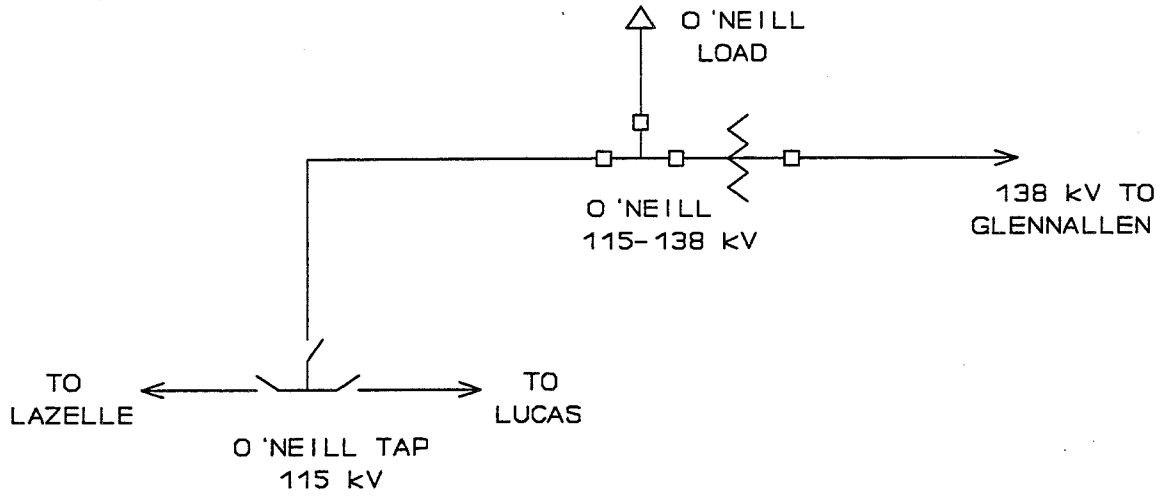 O'NEILL
LOAD
O'NEILL
115-138 kV
138 kV TO
GLENNALLEN
TO
LAZELLE
TO
LUCAS
O'NEILL TAP
115 kV